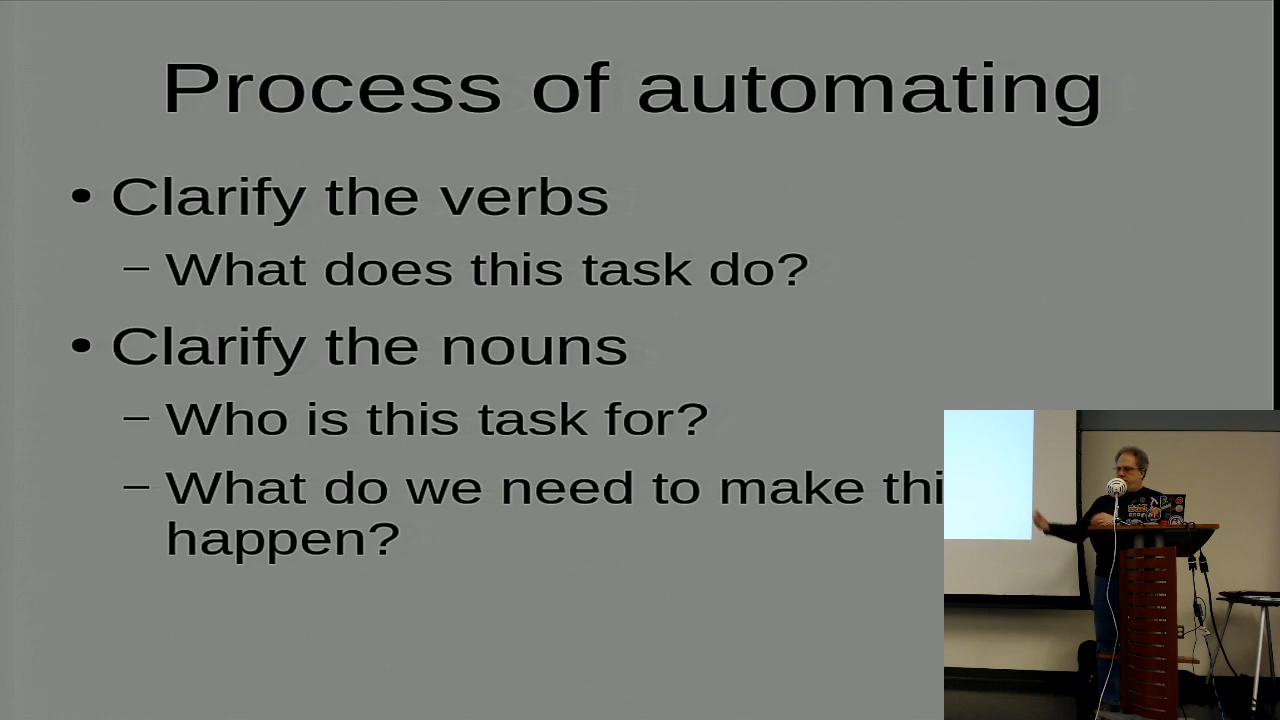 Process of automating
• Clarify the verbs
– What does this task do?
• Clarify the nouns
– Who is this task for?
– What do we need to make thi
happen?